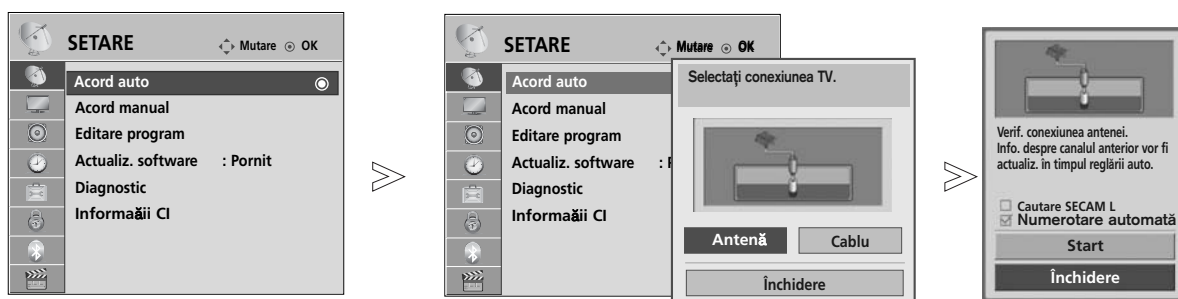 SETARE
Mutare
OK
Acord auto
Acord manual
Editare program
Actualiz. software : Pornit
Diagnostic
Informaăii CI
SETARE
Mutare
OK
Acord auto
Acord manual
Editare program
Actualiz. software : P
Diagnostic
Informaăii CI
Selectaţi conexiunea TV.
Antenă
Cablu
Închidere
Verif. conexiunea antenei.
Info. despre canalul anterior vor fi
actualiz. în timpul reglării auto.
Cautare SECAM L
Numerotare automată
Start
Închidere